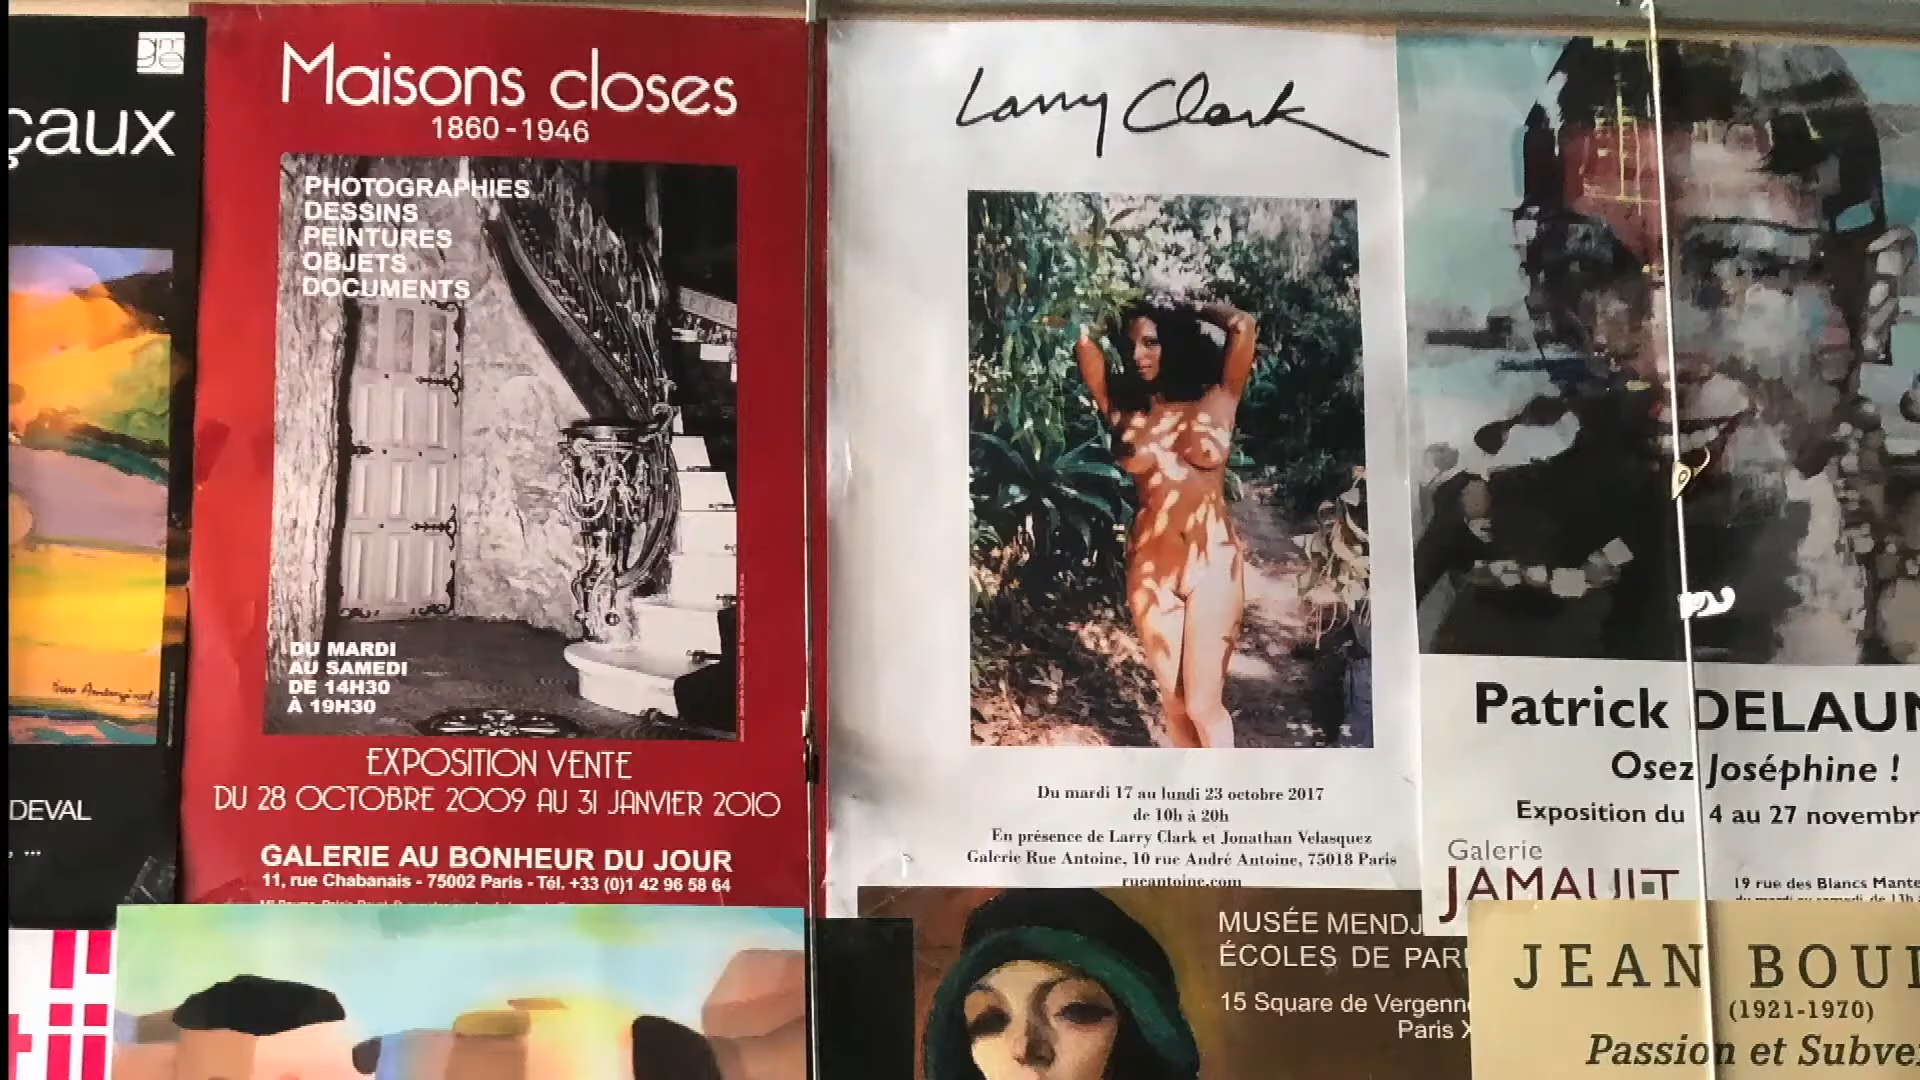 çaux
DEVAL
, ...
Maisons closes
1860-1946
PHOTOGRAPHIES
DESSINS
PEINTURES
OBJETS
DOCUMENTS
DU MARDI
AU SAMEDI
DE 14H30
À 19H30
EXPOSITION VENTE
DU 28 OCTOBRE 2009 AU 31 JANVIER 2010
GALERIE AU BONHEUR DU JOUR
11, rue Chabanais - 75002 Paris - Tél. +33 (0)1 42 96 58 64
Larry Clark
Du mardi 17 au lundi 23 octobre 2017
de 10h à 20h
En présence de Larry Clark et Jonathan Velasquez
Galerie Rue Antoine, 10 rue André Antoine, 75018 Paris
rueantoine.com
Patrick DELAUN
Osez Joséphine !
Exposition du 4 au 27 novembr
Galerie
JAMAULT
19 rue des Blancs Mante
MUSÉE MENDJ
ÉCOLES DE PARI
15 Square de Vergenn
Paris X
JEAN BOUL
(1921-1970)
Passion et Subve